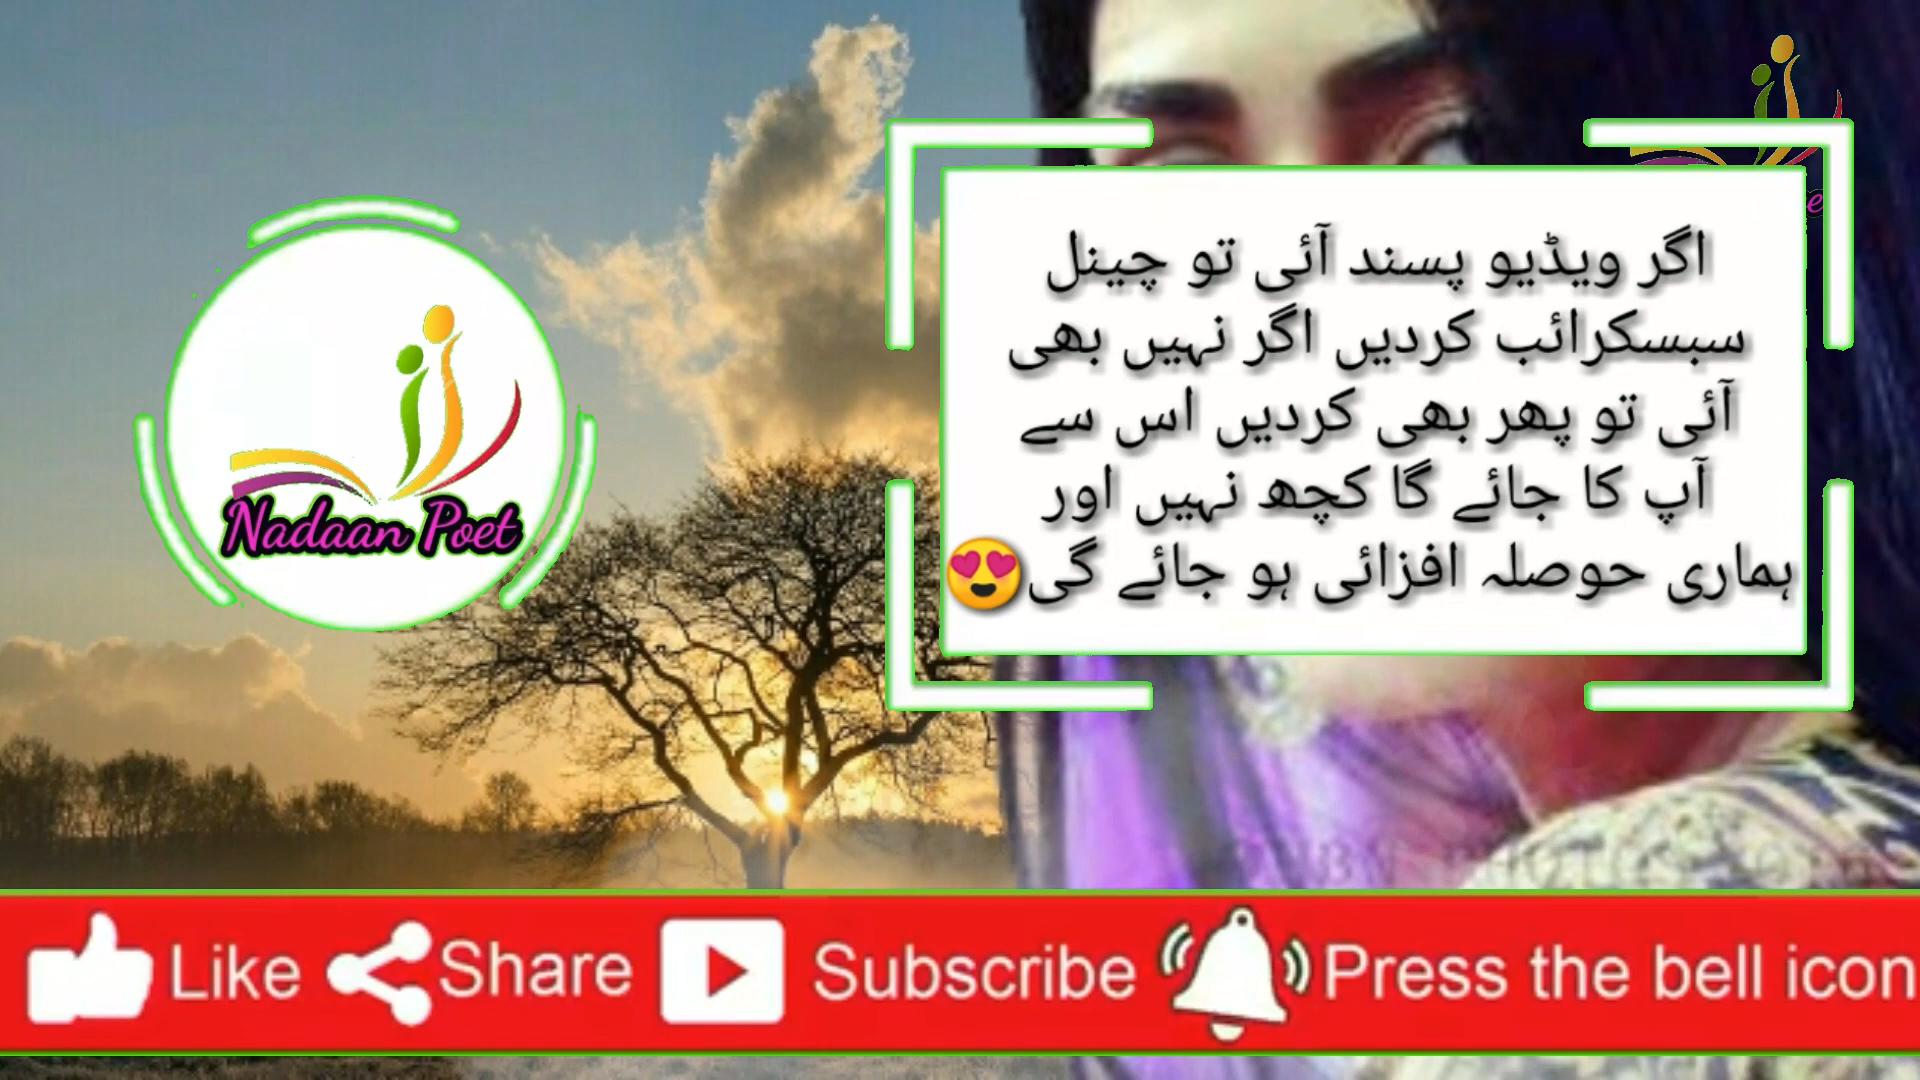 Nadaan Poet
اگر ویڈیو پسند آئی تو چینل
سبسکرائب کردیں اگر نہیں بھی
آئی تو پھر بھی کردیں اس سے
آپ کا جائے گا کچھ نہیں اور
ہماری حوصلہ افزائی ہو جائے گی😍
Like Share Subscribe Press the bell icon